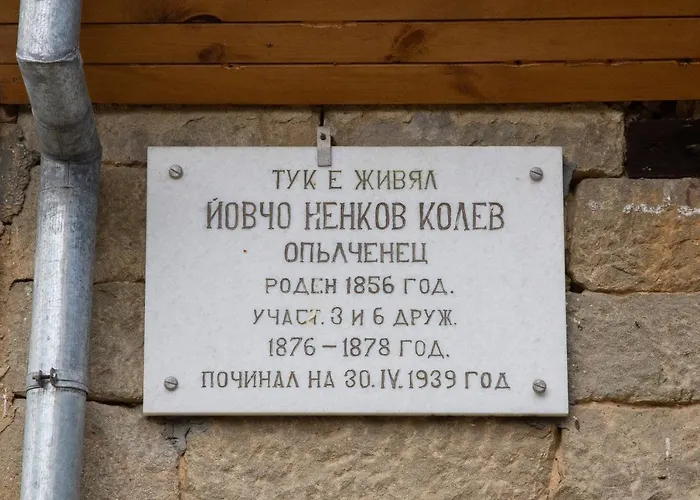 ТУК Е ЖИВЯЛ
ЙОВЧО НЕНКОВ КОЛЕВ
ОПЬЛЧЕНЕЦ
РОДЕН 1856 ГОД.
УЧАСТ. 3 И 6 ДРУЖ.
1876 – 1878 ГОД.
ПОЧИНАЛ НА 30. IV. 1939 ГОД